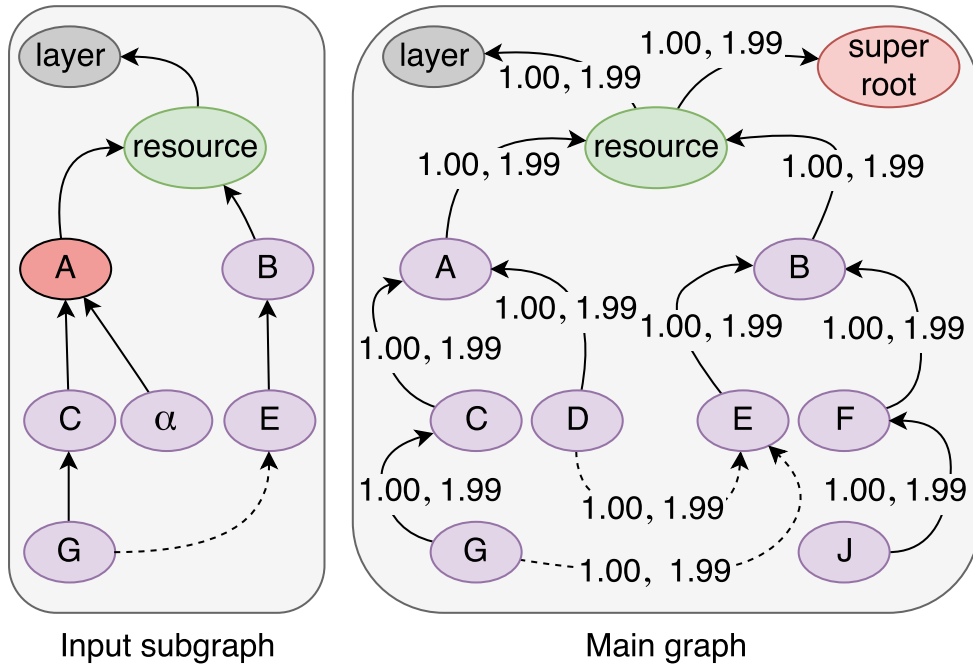 layer
resource
A
B
C
α
E
G
Input subgraph
layer
1.00, 1.99
1.00, 1.99
super
root
resource
1.00, 1.99
1.00, 1.99
A
B
1.00, 1.99
1.00, 1.99
1.00, 1.99
1.00, 1.99
C
D
E
F
1.00, 1.99
1.00, 1.99
1.00, 1.99
G
J
1.00, 1.99
Main graph